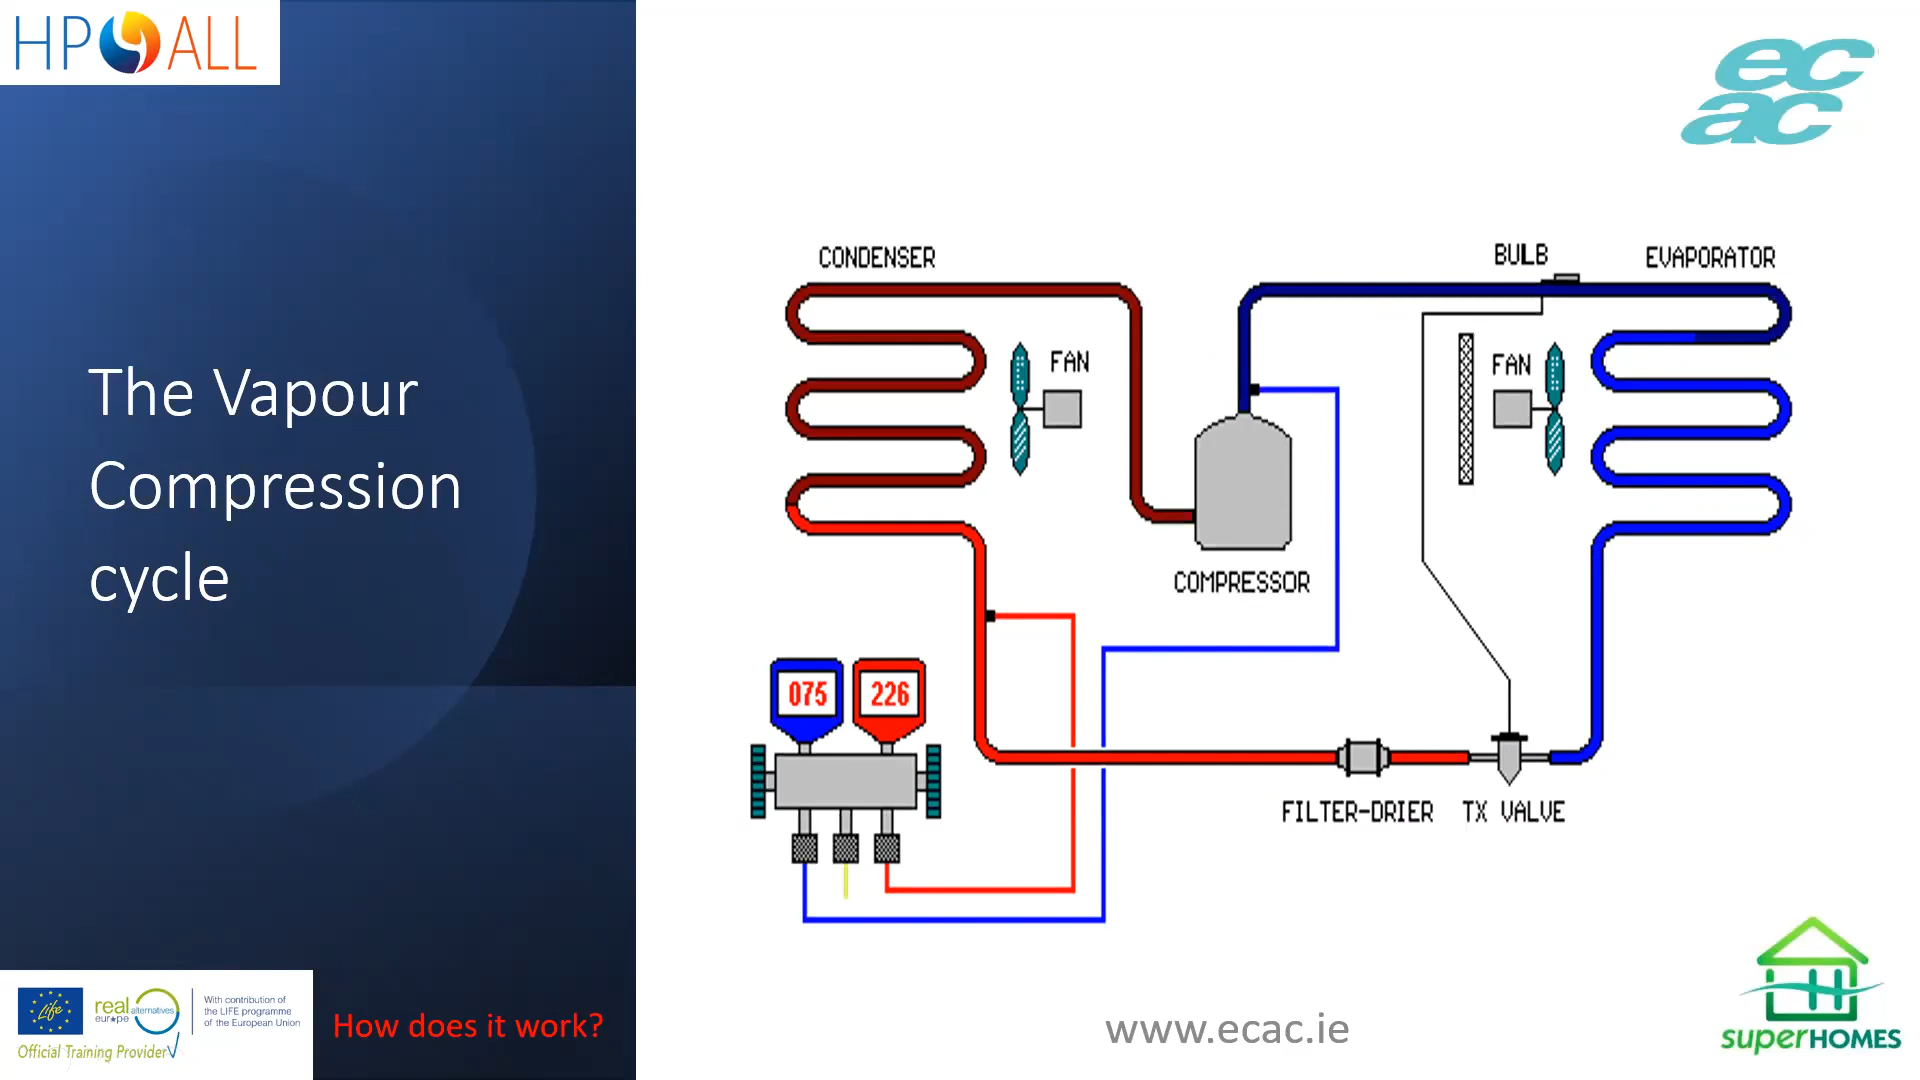 HP4ALL
ec
ac
The Vapour
Compression
cycle
CONDENSER
BULB
EVAPORATOR
FAN
FAN
COMPRESSOR
075
226
FILTER-DRIER
TX VALVE
Life
real alternatives
europe
With contribution of
the LIFE programme
of the European Union
Official Training Provider
How does it work?
www.ecac.ie
superHOMES